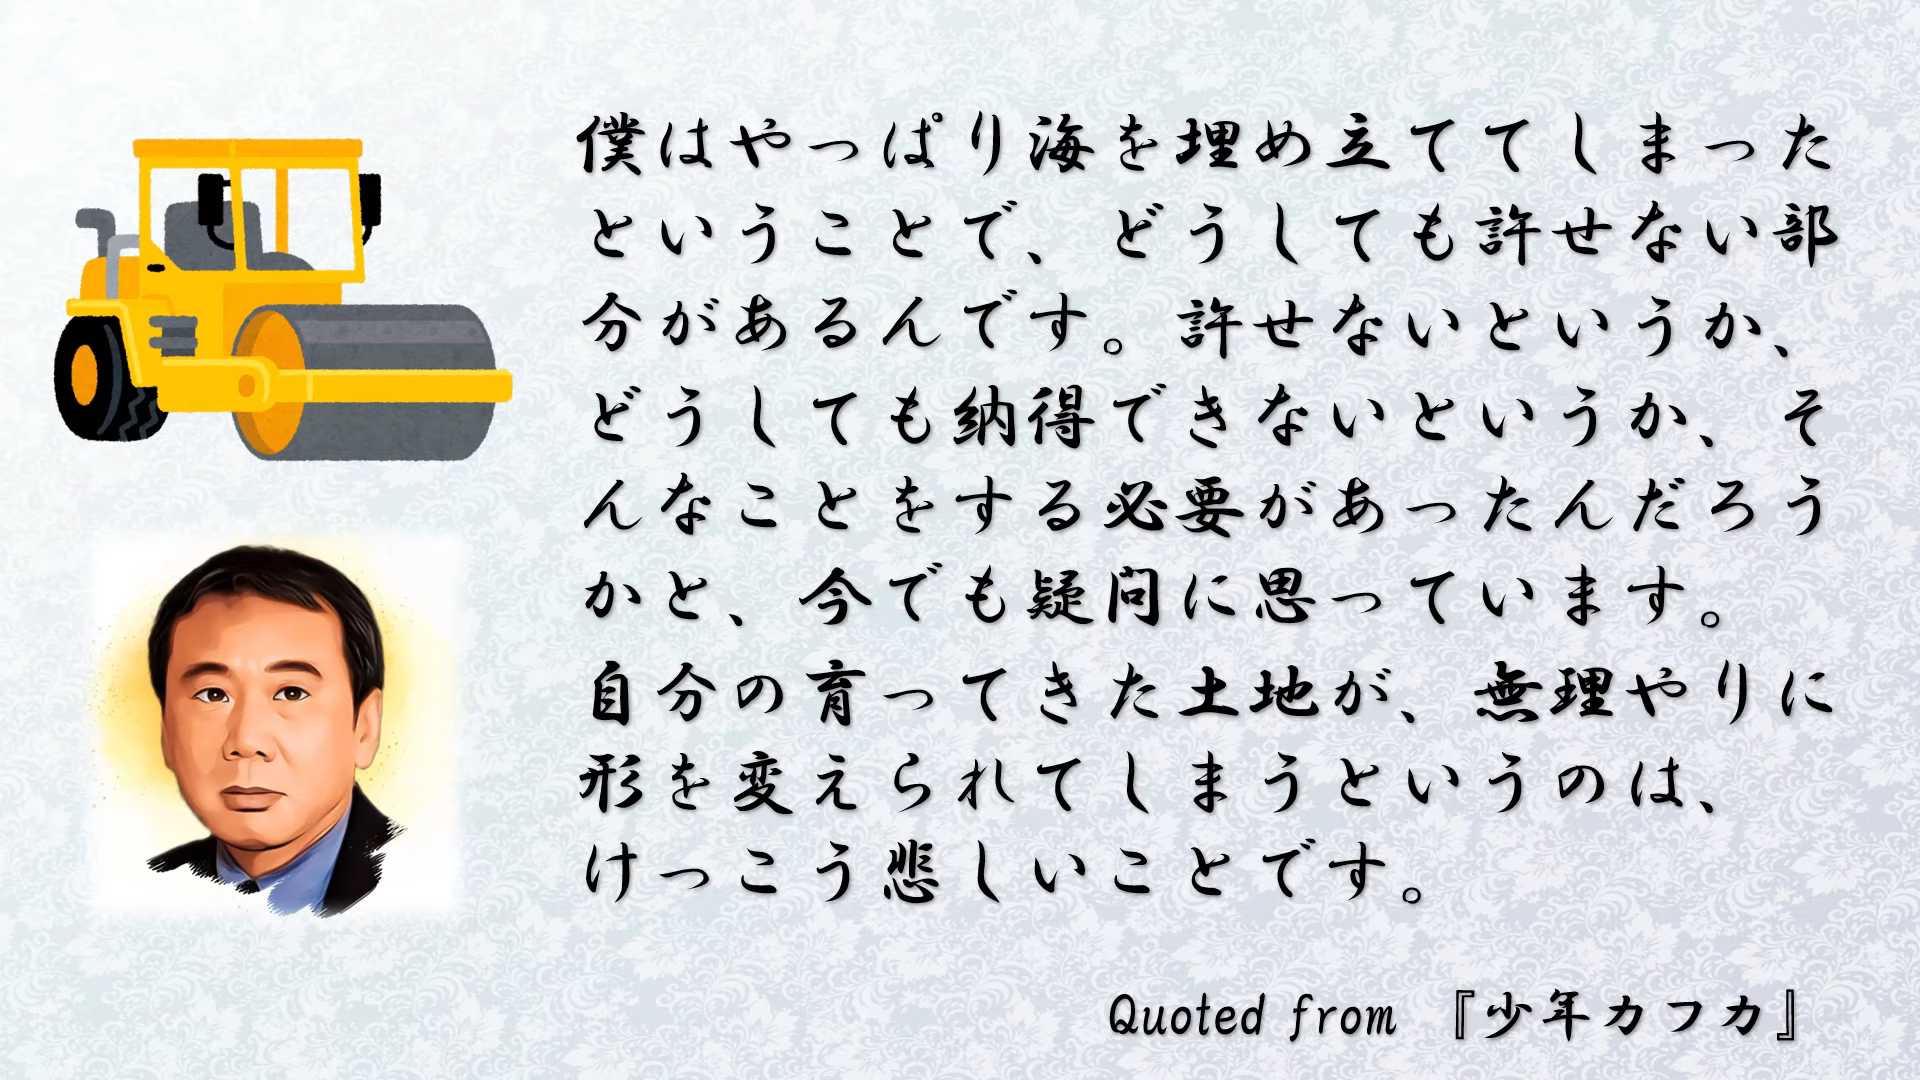 僕はやっぱり海を埋め立ててしまった
ということで、どうしても許せない部
分があるんです。許せないというか、
どうしても納得できないというか、そ
んなことをする必要があったんだろう
かと、今でも疑問に思っています。
自分の育ってきた土地が、無理やりに
形を変えられてしまうというのは、
けっこう悲しいことです。
Quoted from 『少年カフカ』